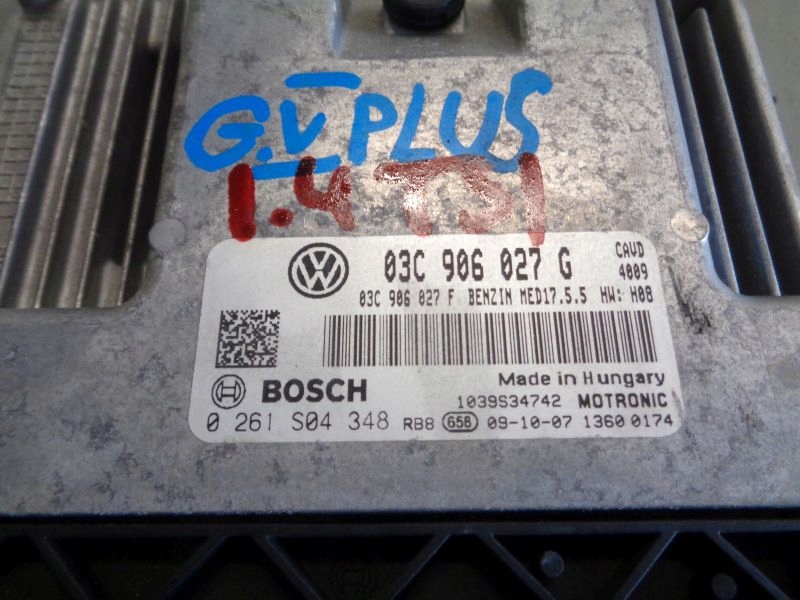 G.V PLUS
1.4 TSI
03C 906 027 G CAVD
4009
03C 906 027 F BENZIN MED17.5.5 HW: H08
Made in Hungary
BOSCH 1039S34742 MOTRONIC
0 261 S04 348 RB8 658 09-10-07 1360 0174